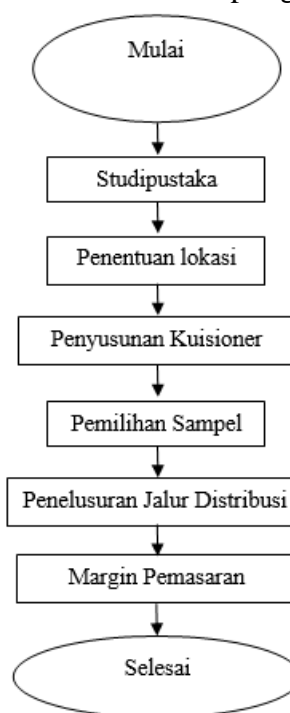 Mulai
Studipustaka
Penentuan lokasi
Penyusunan Kuisioner
Pemilihan Sampel
Penelusuran Jalur Distribusi
Margin Pemasaran
Selesai